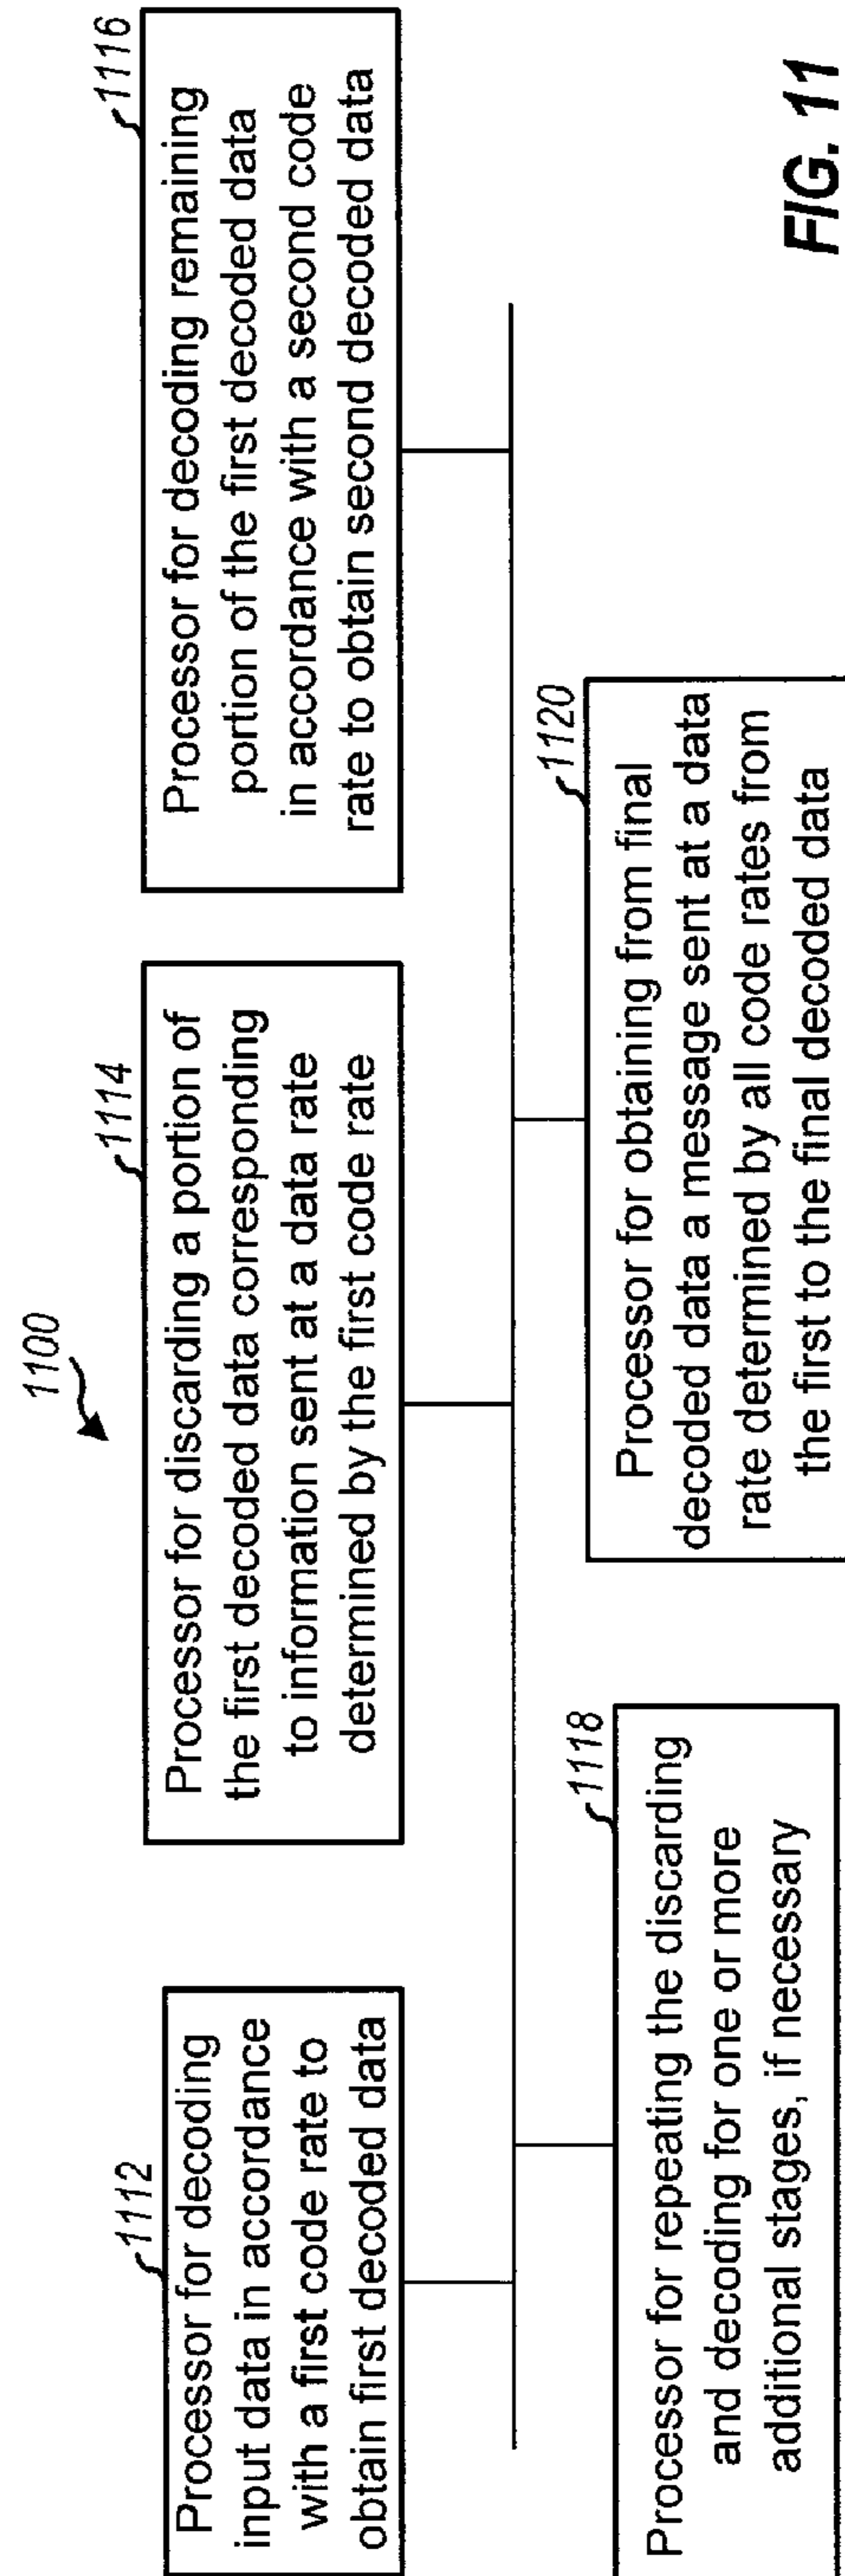 1100
1112
Processor for decoding
input data in accordance
with a first code rate to
obtain first decoded data
1114
Processor for discarding a portion of
the first decoded data corresponding
to information sent at a data rate
determined by the first code rate
1116
Processor for decoding remaining
portion of the first decoded data
in accordance with a second code
rate to obtain second decoded data
1118
Processor for repeating the discarding
and decoding for one or more
additional stages, if necessary
1120
Processor for obtaining from final
decoded data a message sent at a data
rate determined by all code rates from
the first to the final decoded data
FIG. 11